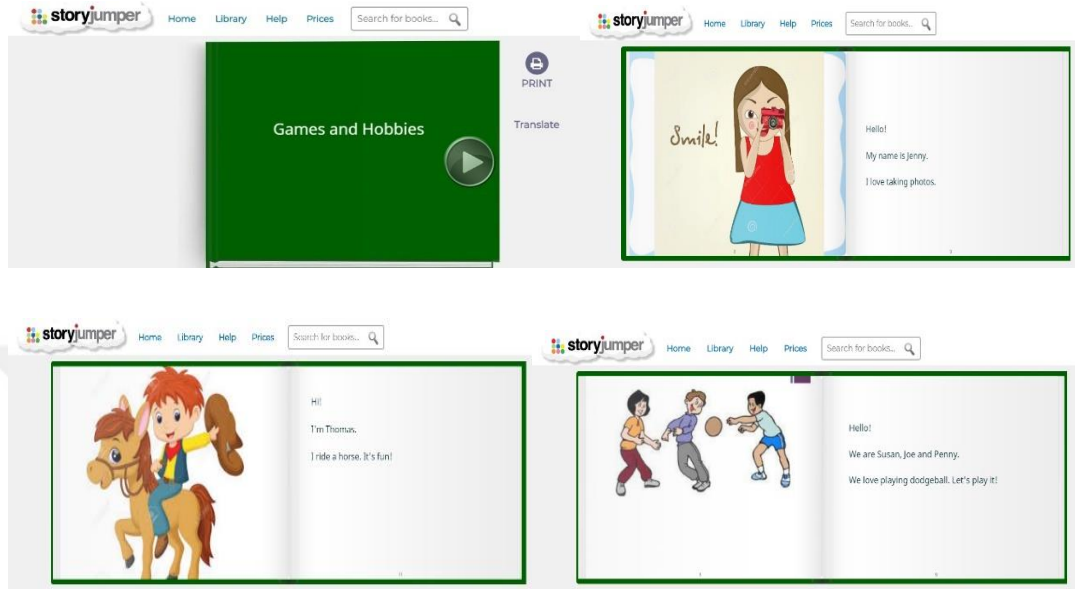 storyjumper Home Library Help Prices Search for books...
PRINT
Translate
Games and Hobbies
storyjumper Home Library Help Prices Search for books...
Smile!
Hello!
My name is Jenny.
I love taking photos.
storyjumper Home Library Help Prices Search for books...
Hi!
I'm Thomas.
I ride a horse. It's fun!
storyjumper Home Library Help Prices Search for books...
Hello!
We are Susan, Joe and Penny.
We love playing dodgeball. Let's play it!